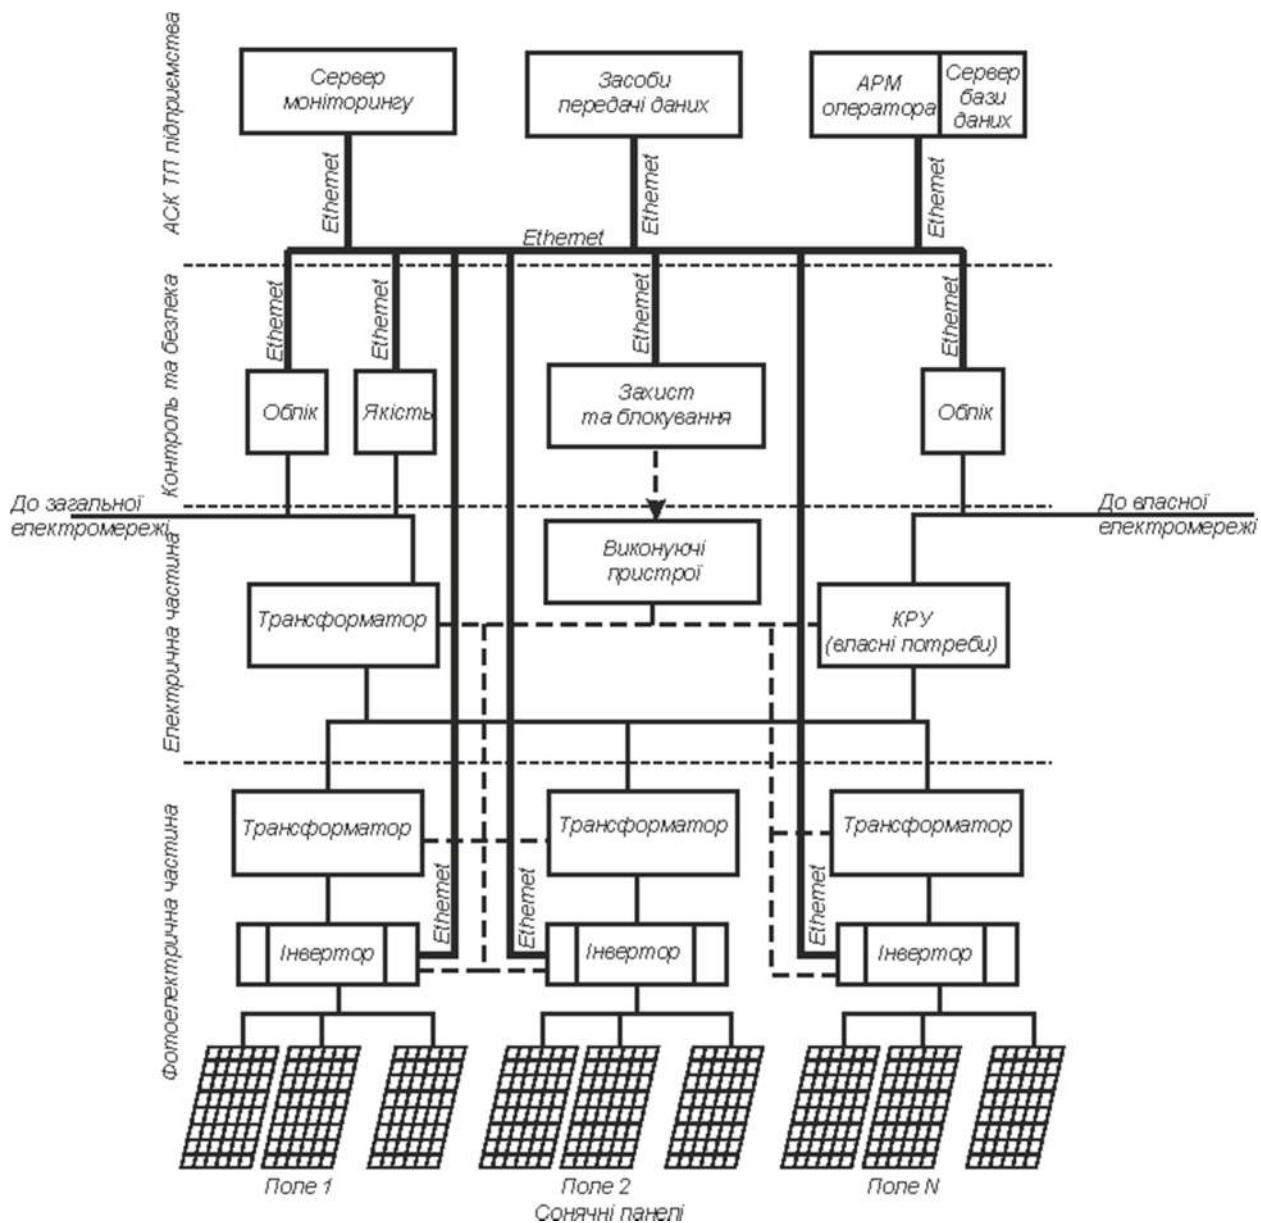 АСК ТП підприємства
Сервер
моніторингу
Засоби
передачі даних
АРМ
оператора
Сервер
бази
даних
Ethernet
Ethernet
Ethernet
Ethernet
Контроль та безпека
Ethernet
Ethernet
Ethernet
Ethernet
Облік
Якість
Захист
та блокування
Облік
До загальної
електромережі
До власної
електромережі
Електрична частина
Виконуючі
пристрої
Трансформатор
КРУ
(власні потреби)
Фотоелектрична частина
Трансформатор
Трансформатор
Трансформатор
Ethernet
Ethernet
Ethernet
Інвертор
Інвертор
Інвертор
Поле 1
Поле 2
Поле N
Сонячні панелі